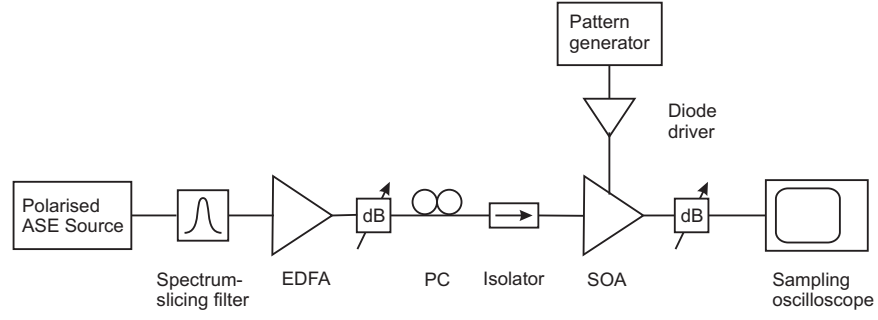 Pattern
generator
Diode
driver
Polarised
ASE Source
dB
dB
Spectrum-
slicing filter
EDFA
PC
Isolator
SOA
Sampling
oscilloscope